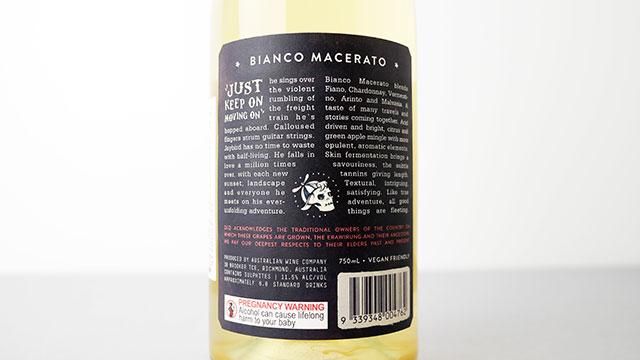 BIANCO MACERATO
"JUST KEEP ON MOVING ON"
he sings over
the violent
rumbling of
the freight
train he's
hopped aboard. Calloused
fingers strum guitar strings.
Jaybird has no time to waste
with half-living. He falls in
love a million times
over, with each new
sunset, landscape
and everyone he
meets on his ever-
unfolding adventure.
Bianco Macerato blends
Fiano, Chardonnay, Vermenti
no, Arinto and Malvasia. A
taste of many travels and
stories coming together. Acid
driven and bright, citrus and
green apple mingle with more
opulent, aromatic elements.
Skin fermentation brings a
savouriness, the subtle
tannins giving length.
Textural, intriguing,
satisfying. Like true
adventure, all good
things are fleeting.
ACKNOWLEDGES THE TRADITIONAL OWNERS OF THE COUNTRY ON
WHICH THESE GRAPES ARE GROWN, THE ERAWIRUNG AND THEIR ANCESTORS.
WE PAY OUR DEEPEST RESPECTS TO THEIR ELDERS PAST AND PRESENT.
PRODUCED BY AUSTRALIAN WINE COMPANY
BROOKER TCE, RICHMOND, AUSTRALIA
CONTAINS SULPHITES | 11.5% ALC/VOL
APPROXIMATELY STANDARD DRINKS
750mL • VEGAN FRIENDLY
PREGNANCY WARNING
Alcohol can cause lifelong
harm to your baby
9 339348 004762